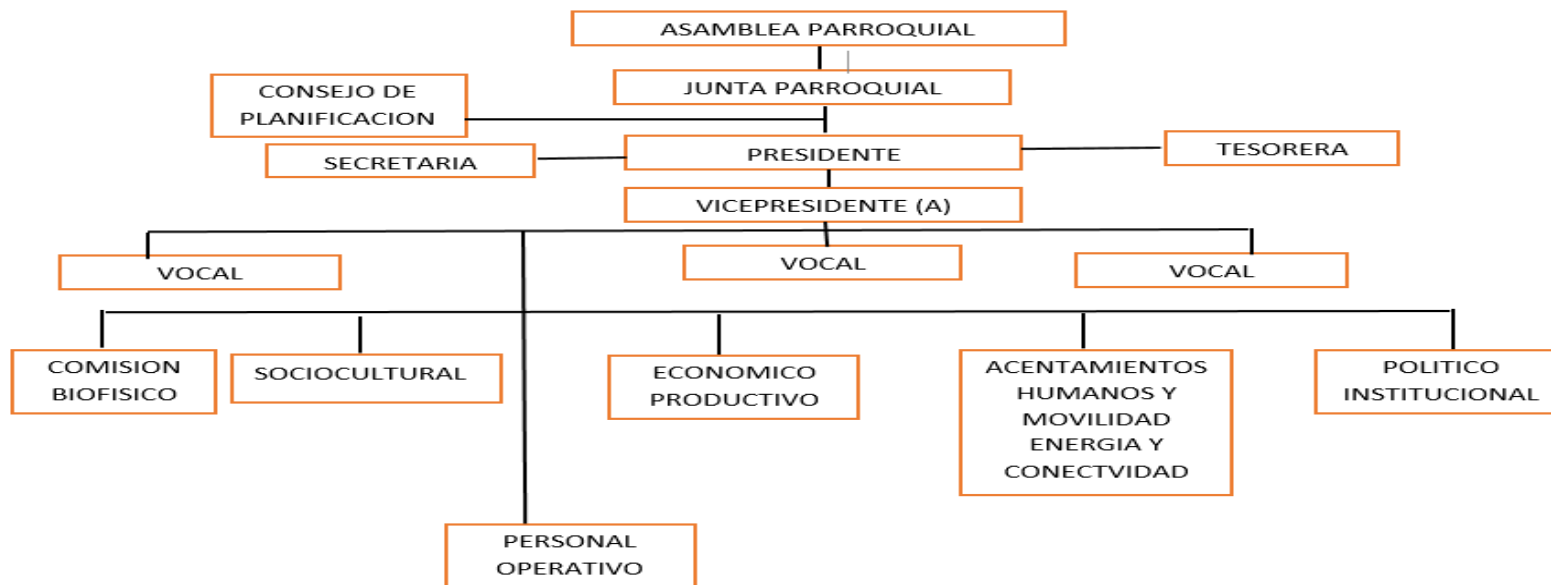 ASAMBLEA PARROQUIAL
JUNTA PARROQUIAL
CONSEJO DE
PLANIFICACION
SECRETARIA
PRESIDENTE
TESORERA
VICEPRESIDENTE (A)
VOCAL
VOCAL
VOCAL
COMISION
BIOFISICO
SOCIOCULTURAL
ECONOMICO
PRODUCTIVO
ACENTAMIENTOS
HUMANOS Y
MOVILIDAD
ENERGIA Y
CONECTVIDAD
POLITICO
INSTITUCIONAL
PERSONAL
OPERATIVO